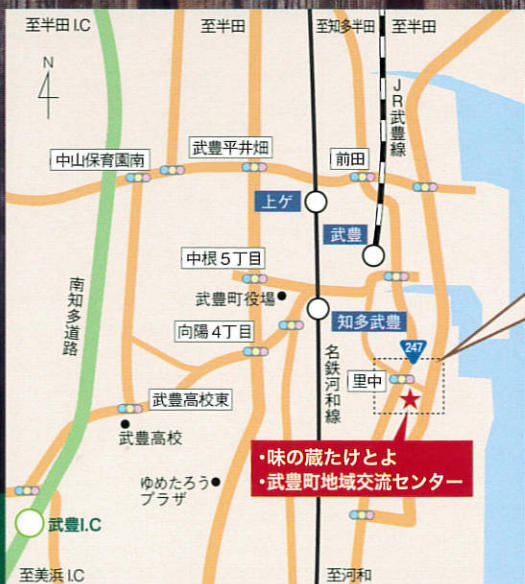 至半田I.C
至半田
至知多半田
至半田
N
JR武豊線
中山保育園南
武豊平井畑
前田
上ゲ
武豊
南知多道路
中根5丁目
武豊町役場
知多武豊
向陽4丁目
名鉄河和線
247
里中
武豊高校東
武豊高校
・味の蔵たけとよ
・武豊町地域交流センター
ゆめたろう
プラザ
武豊I.C
至美浜I.C
至河和